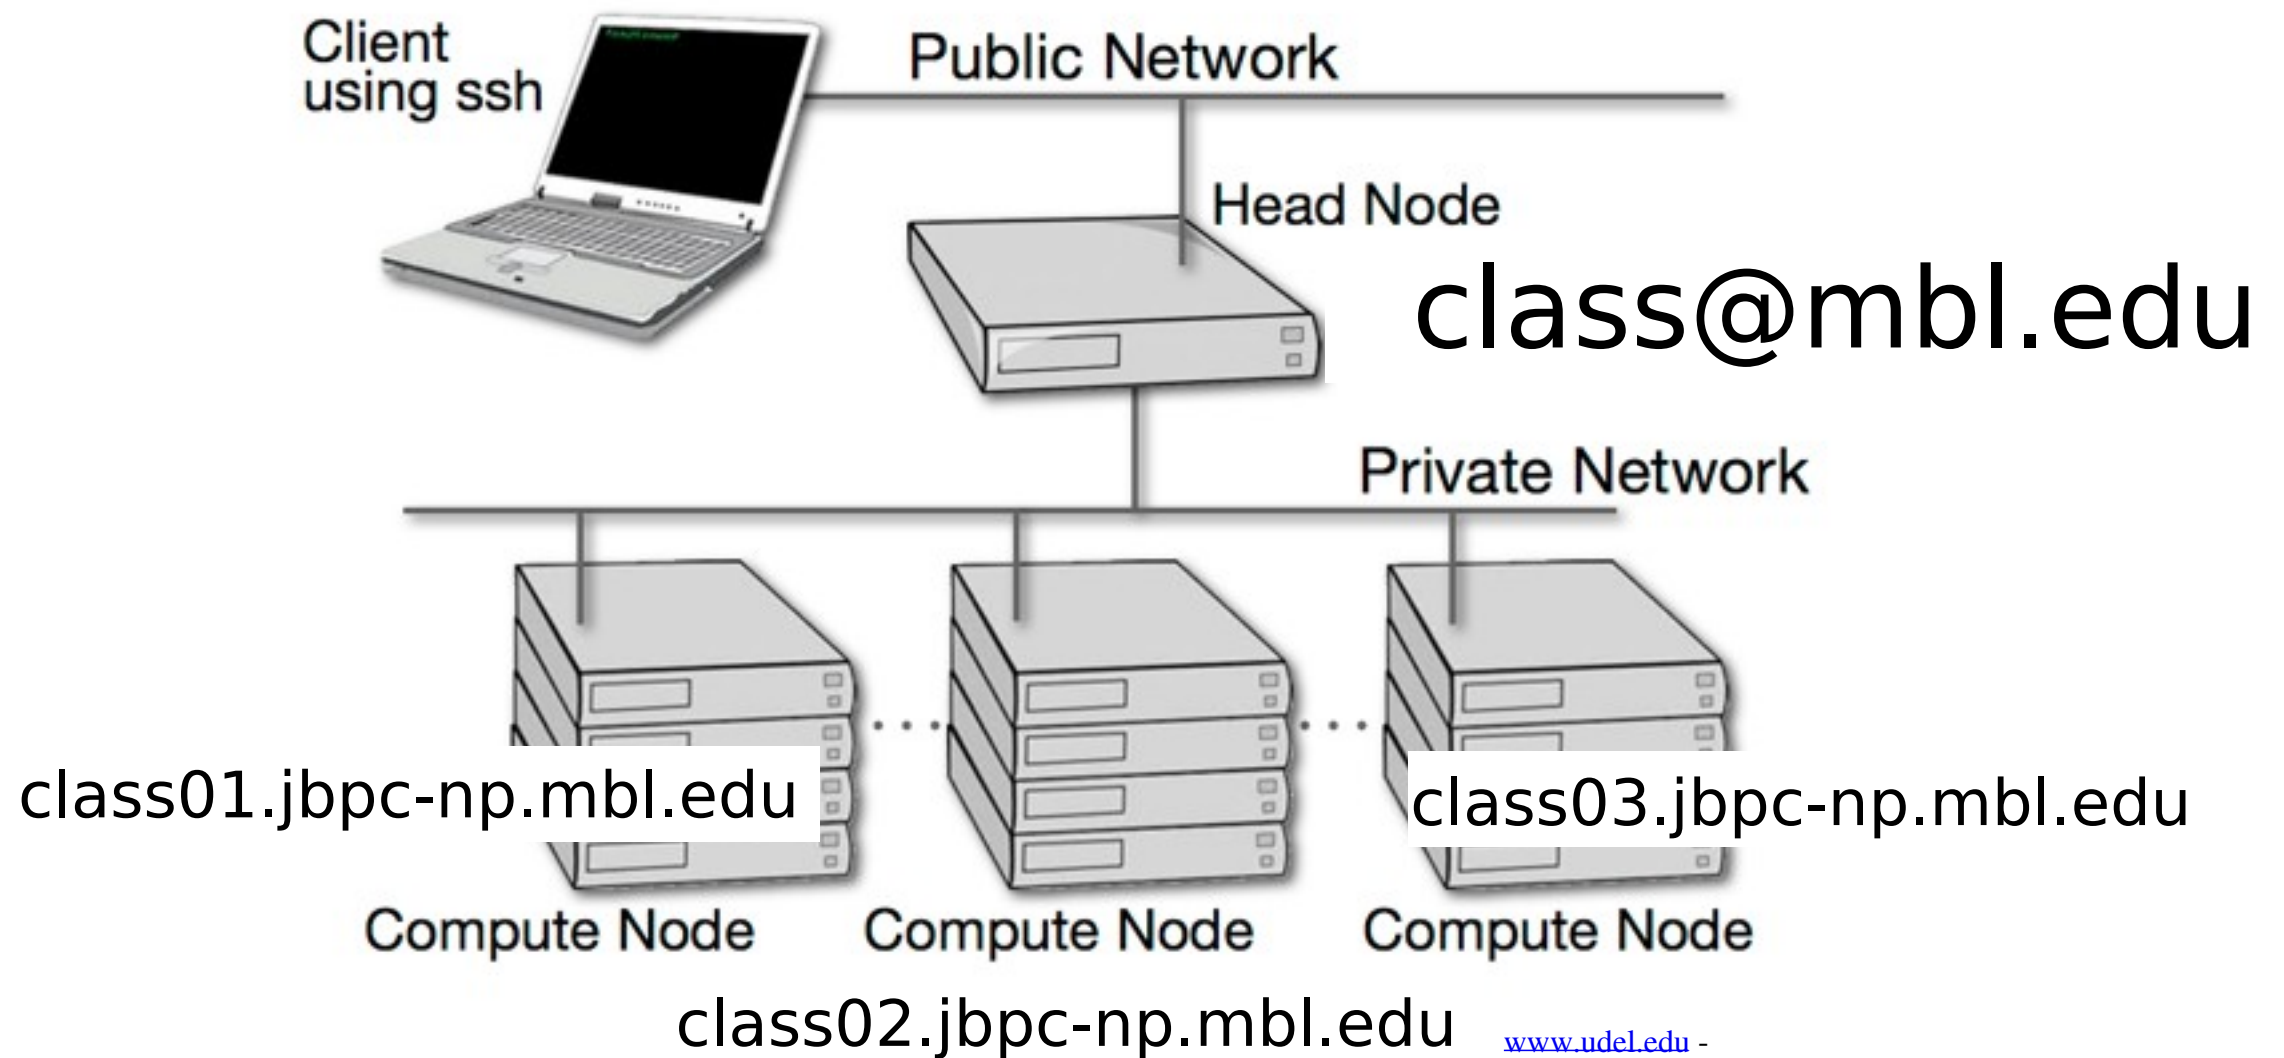 Client
using ssh
Public Network
Head Node
class@mbl.edu
Private Network
class01.jbpc-np.mbl.edu
class03.jbpc-np.mbl.edu
Compute Node
Compute Node
Compute Node
class02.jbpc-np.mbl.edu
www.udel.edu -